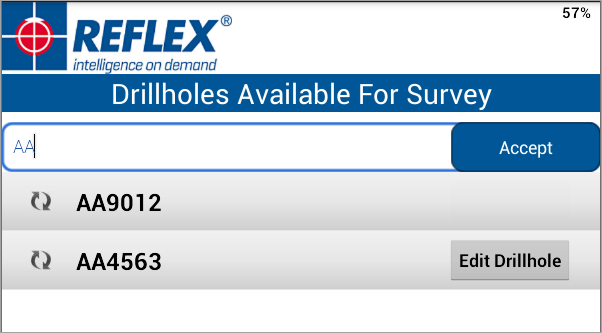 57%
REFLEX®
intelligence on demand
Drillholes Available For Survey
AA
Accept
AA9012
AA4563
Edit Drillhole